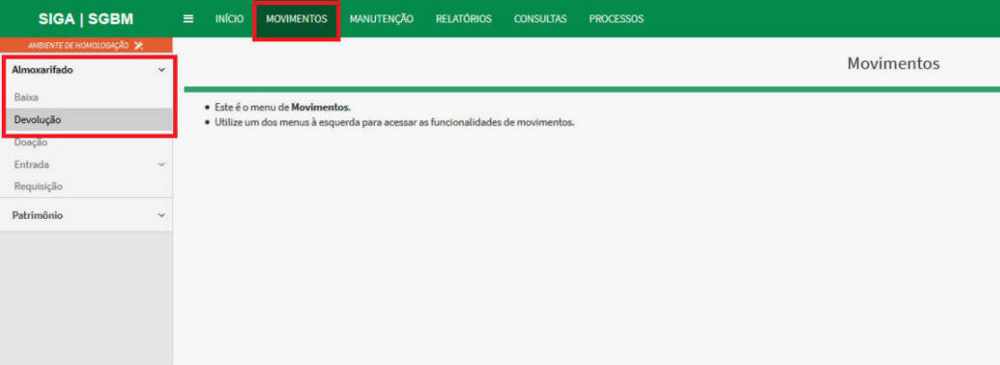 SIGA | SGBM
INÍCIO MOVIMENTOS MANUTENÇÃO RELATÓRIOS CONSULTAS PROCESSOS
AMBIENTE DE HOMOLOGAÇÃO
Movimentos
Almoxarifado
Baixa
Devolução
Doação
Entrada
Requisição
Patrimônio
Este é o menu de Movimentos.
Utilize um dos menus à esquerda para acessar as funcionalidades de movimentos.